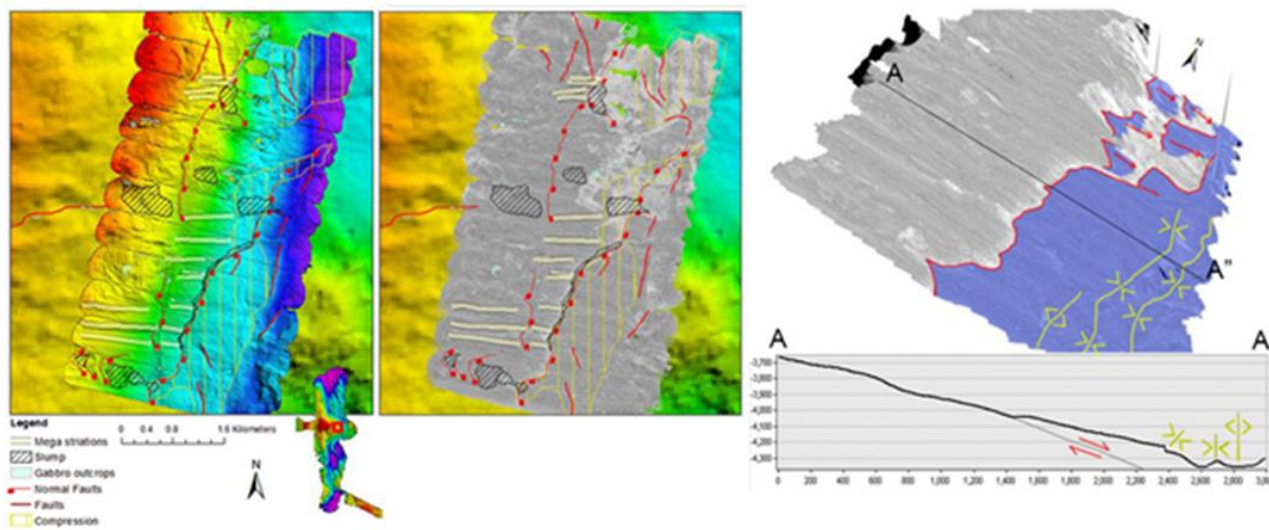 Legend
Mega striations
Slump
Gabbro outcrops
Normal Faults
Faults
Compression
0 0.4 0.8 1.6 Kilometers
N
N
A
A"
A
A
-3,700
-3,800
-3,900
-4,000
-4,100
-4,200
-4,300
0 200 400 600 800 1,000 1,200 1,400 1,600 1,800 2,000 2,200 2,400 2,600 2,800 3,000